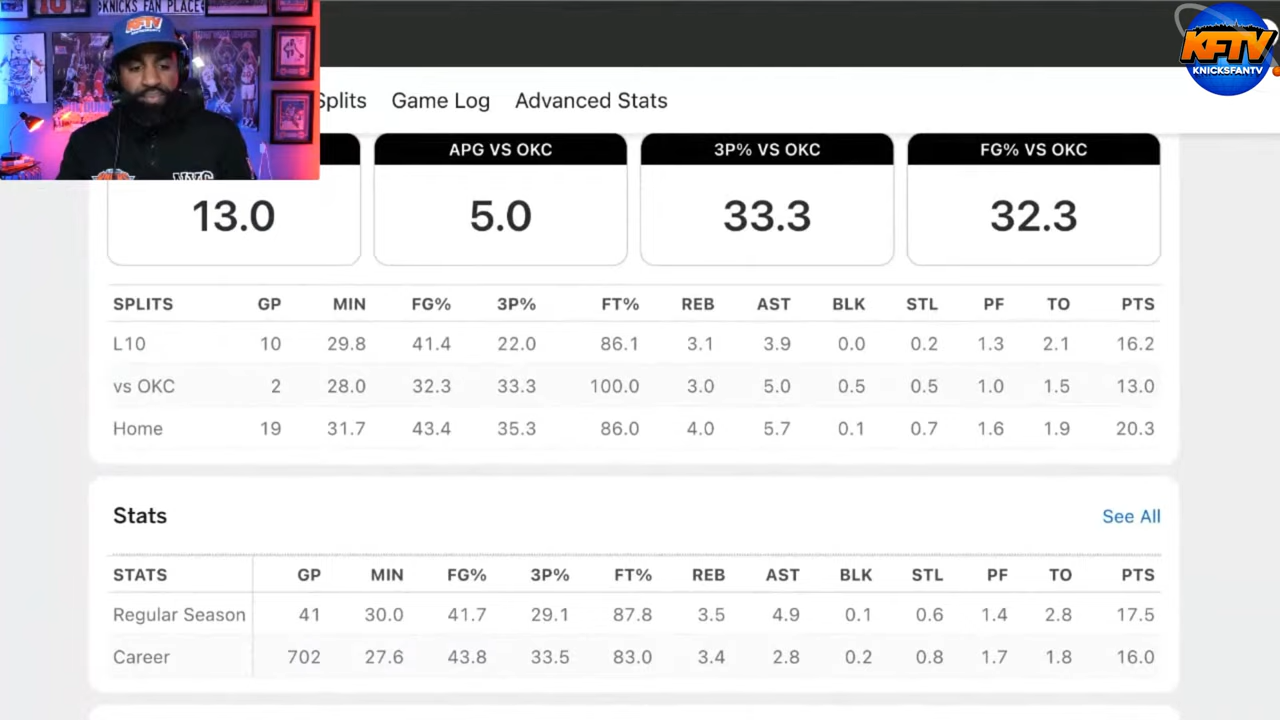 KNICKS FAN PLACE
KFTV
KFTV
KNICKSFANTV
Splits Game Log Advanced Stats
APG VS OKC 3P% VS OKC FG% VS OKC
13.0 5.0 33.3 32.3
SPLITS GP MIN FG% 3P% FT% REB AST BLK STL PF TO PTS
L10 10 29.8 41.4 22.0 86.1 3.1 3.9 0.0 0.2 1.3 2.1 16.2
vs OKC 2 28.0 32.3 33.3 100.0 3.0 5.0 0.5 0.5 1.0 1.5 13.0
Home 19 31.7 43.4 35.3 86.0 4.0 5.7 0.1 0.7 1.6 1.9 20.3
Stats See All
STATS GP MIN FG% 3P% FT% REB AST BLK STL PF TO PTS
Regular Season 41 30.0 41.7 29.1 87.8 3.5 4.9 0.1 0.6 1.4 2.8 17.5
Career 702 27.6 43.8 33.5 83.0 3.4 2.8 0.2 0.8 1.7 1.8 16.0